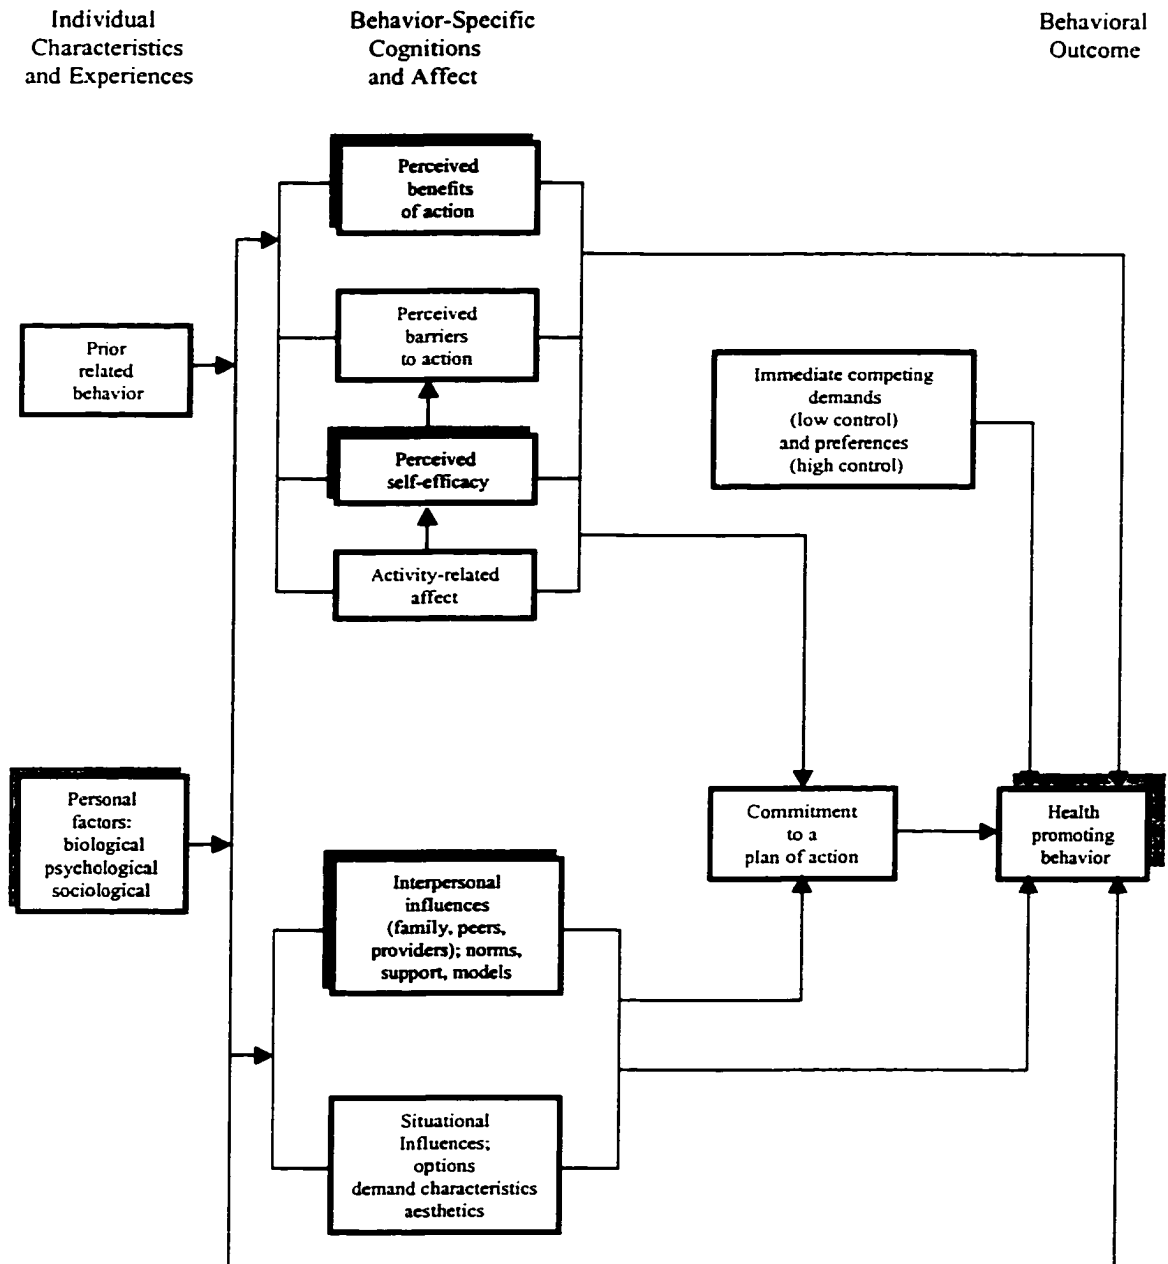 Individual
Characteristics
and Experiences
Behavior-Specific
Cognitions
and Affect
Behavioral
Outcome
Perceived
benefits
of action
Perceived
barriers
to action
Prior
related
behavior
Immediate competing
demands
(low control)
and preferences
(high control)
Perceived
self-efficacy
Activity-related
affect
Personal
factors:
biological
psychological
sociological
Commitment
to a
plan of action
Health
promoting
behavior
Interpersonal
influences
(family, peers,
providers); norms,
support, models
Situational
Influences;
options
demand characteristics
aesthetics